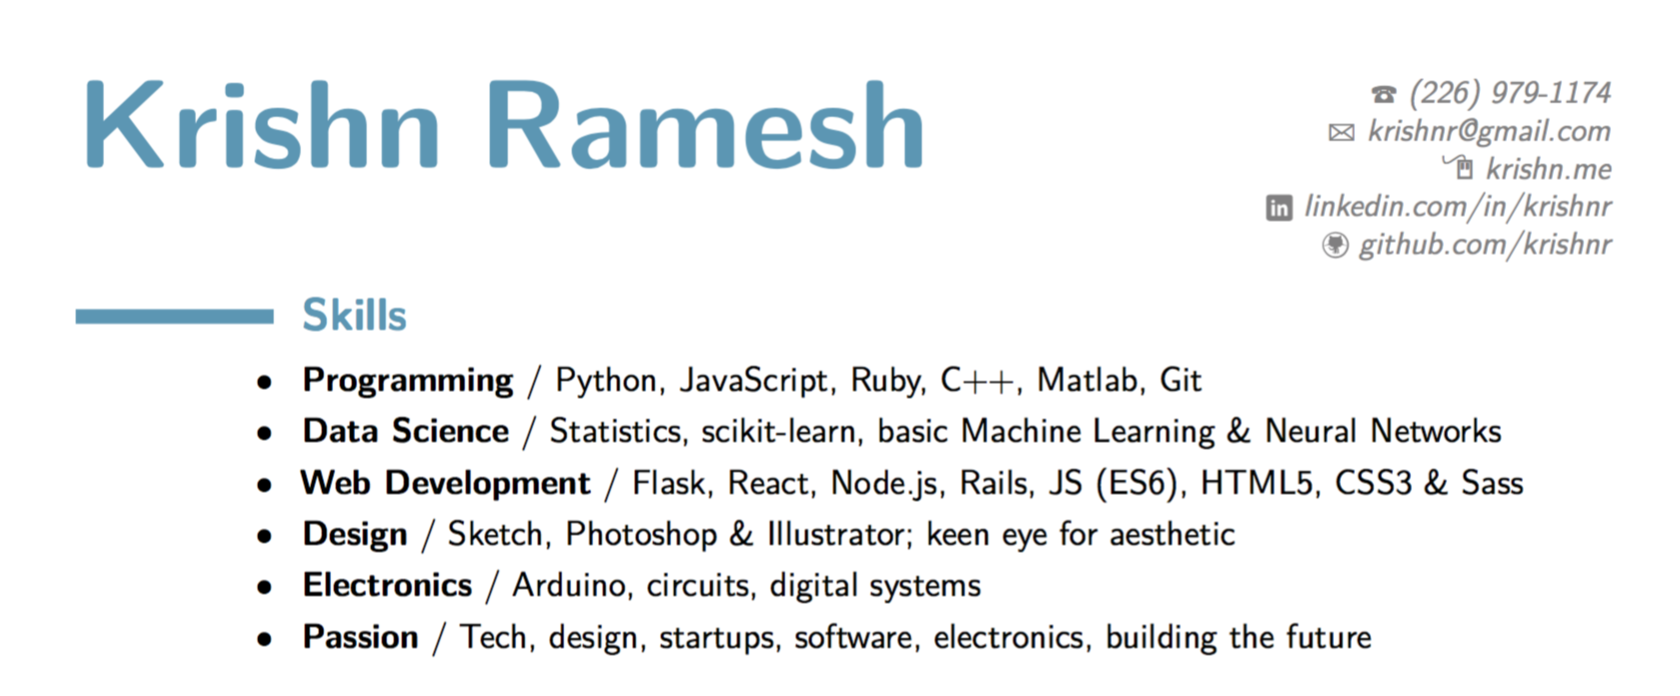 Krishn Ramesh
(226) 979-1174
krishnr@gmail.com
krishn.me
linkedin.com/in/krishnr
github.com/krishnr
Skills
• Programming / Python, JavaScript, Ruby, C++, Matlab, Git
• Data Science / Statistics, scikit-learn, basic Machine Learning & Neural Networks
• Web Development / Flask, React, Node.js, Rails, JS (ES6), HTML5, CSS3 & Sass
• Design / Sketch, Photoshop & Illustrator; keen eye for aesthetic
• Electronics / Arduino, circuits, digital systems
• Passion / Tech, design, startups, software, electronics, building the future